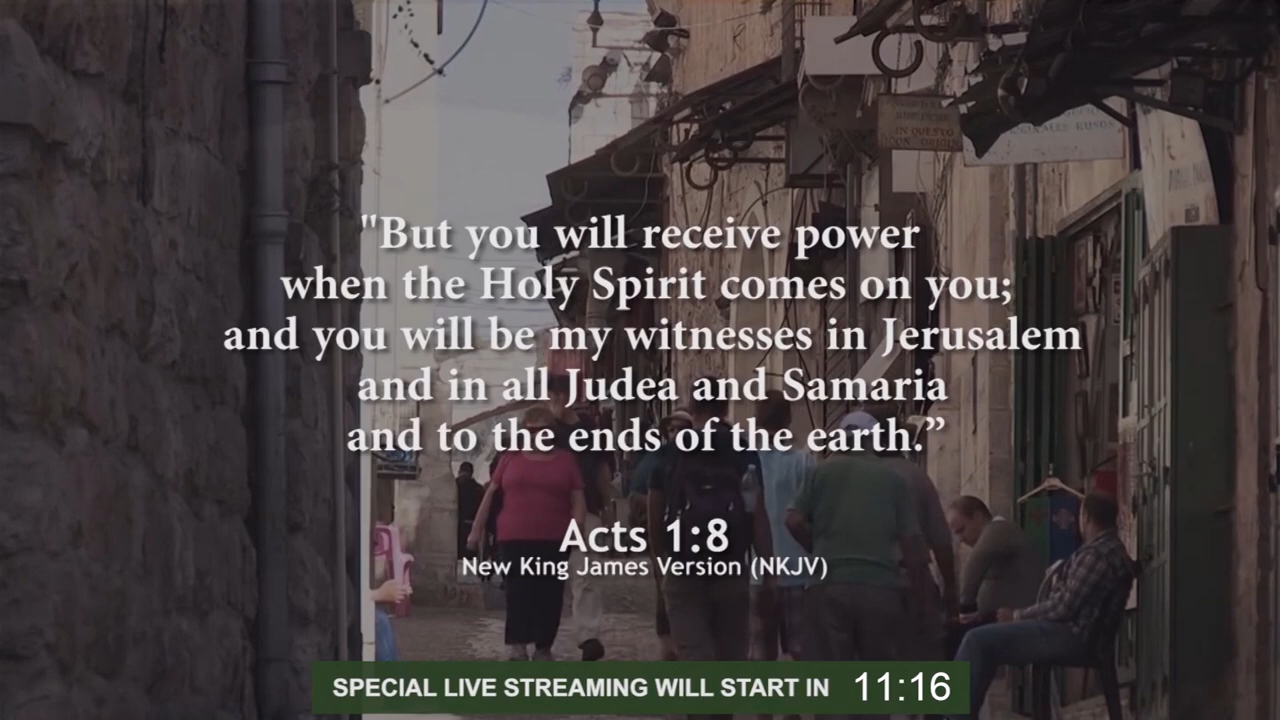 "But you will receive power
when the Holy Spirit comes on you;
and you will be my witnesses in Jerusalem
and in all Judea and Samaria
and to the ends of the earth.”
Acts 1:8
New King James Version (NKJV)
SPECIAL LIVE STREAMING WILL START IN 11:16
IN QUESTO